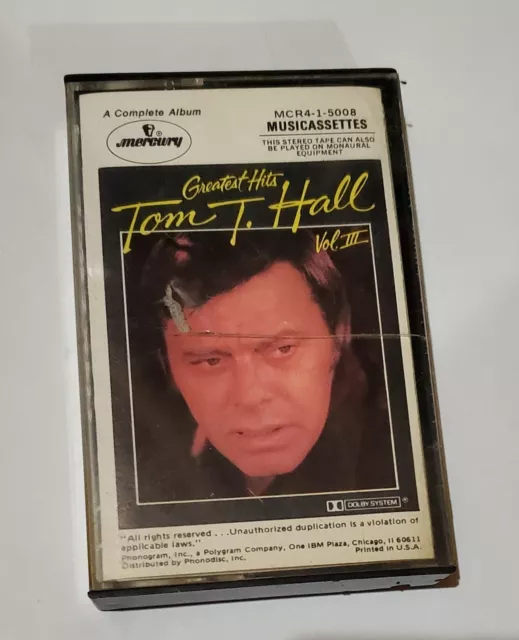 A Complete Album
mercury
MCR4-1-5008
MUSICASSETTES
THIS STEREO TAPE CAN ALSO
BE PLAYED ON MONAURAL
EQUIPMENT
Greatest Hits
Tom T. Hall
Vol. III
DOLBY SYSTEM
"All rights reserved ... Unauthorized duplication is a violation of
applicable laws."
Phonogram, Inc., a Polygram Company, One IBM Plaza, Chicago, Il 60611
Distributed by Phonodisc, Inc.
Printed in U.S.A.